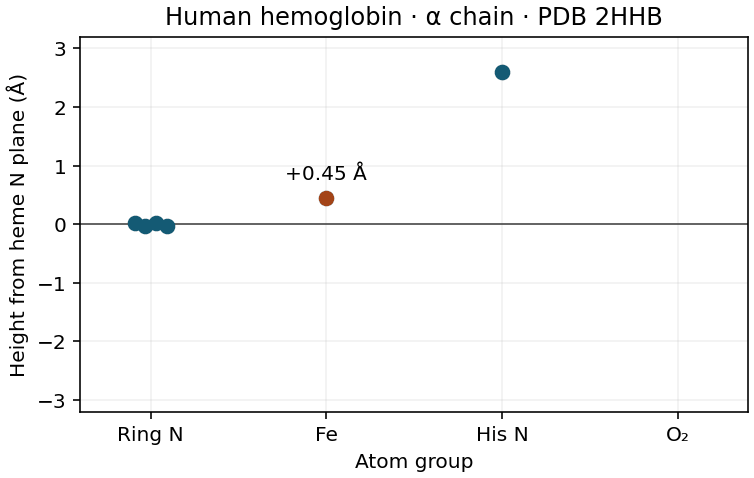 Human hemoglobin · α chain · PDB 2HHB
Height from heme N plane (Å)
3
2
1
0
−1
−2
−3
+0.45 Å
Ring N
Fe
His N
O₂
Atom group